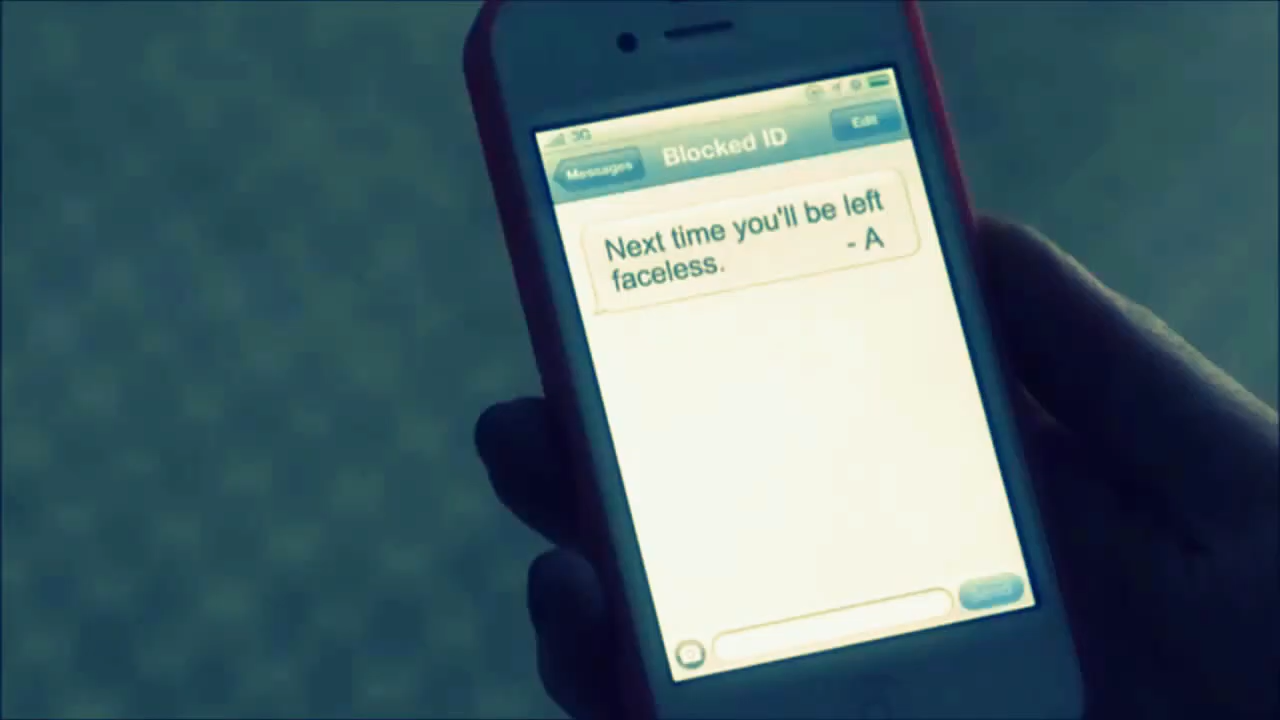 3G
Messages
Blocked ID
Edit
Next time you'll be left
faceless. - A
Send